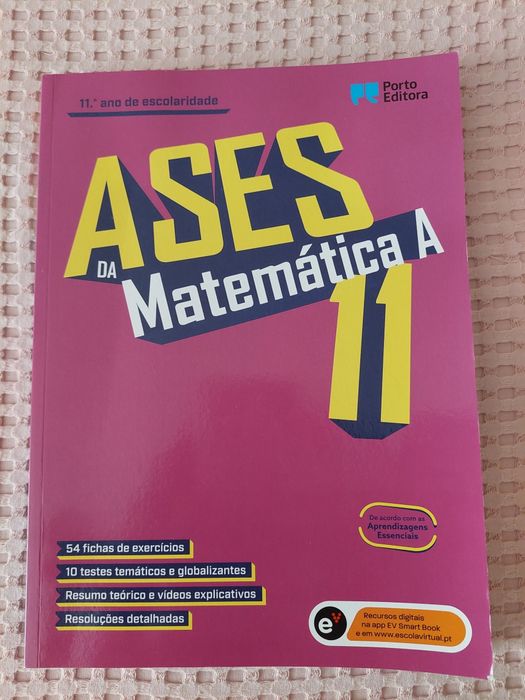 11.º ano de escolaridade
Porto
Editora
ASES
DA
Matemática A
11
De acordo com as
Aprendizagens
Essenciais
54 fichas de exercícios
10 testes temáticos e globalizantes
Resumo teórico e vídeos explicativos
Resoluções detalhadas
e
Recursos digitais
na app EV Smart Book
e em www.escolavirtual.pt